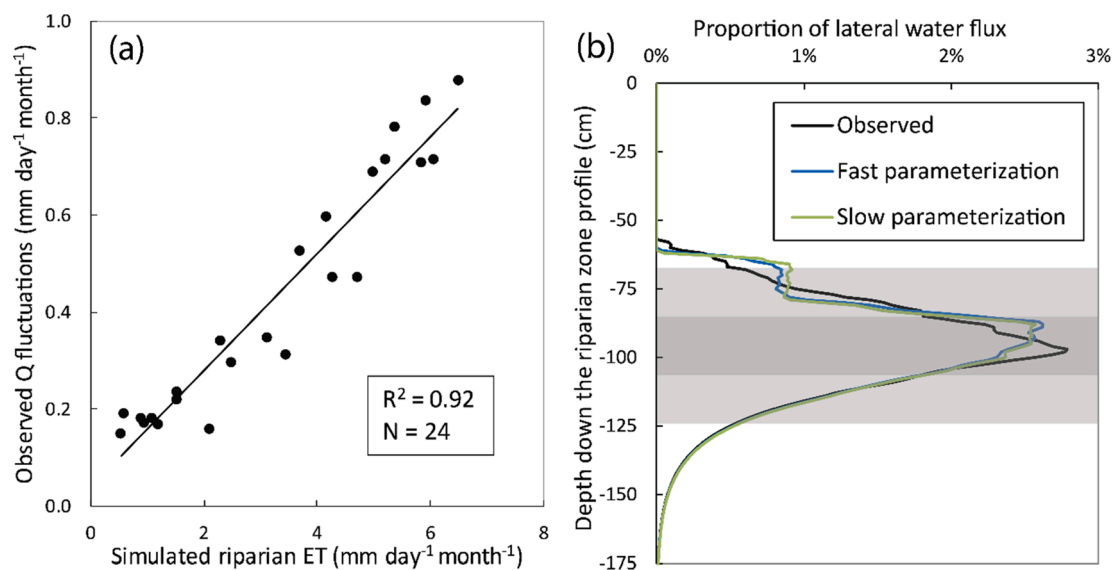 (a)
Observed Q fluctuations (mm day-1 month-1)
1.0
0.8
0.6
0.4
0.2
0.0
R2 = 0.92
N = 24
0 2 4 6 8
Simulated riparian ET (mm day-1 month-1)
(b)
Proportion of lateral water flux
0% 1% 2% 3%
Depth down the riparian zone profile (cm)
0
-25
-50
-75
-100
-125
-150
-175
Observed
Fast parameterization
Slow parameterization